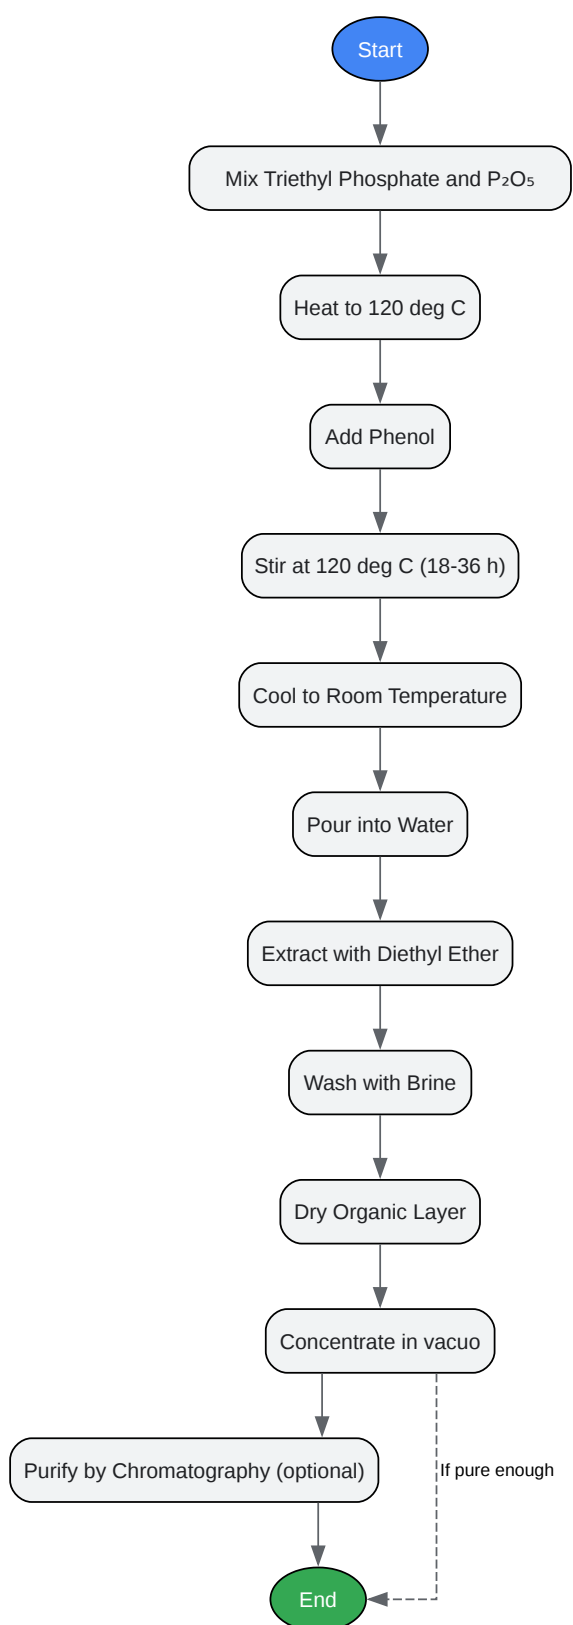 Start
Mix Triethyl Phosphate and P₂O₅
Heat to 120 deg C
Add Phenol
Stir at 120 deg C (18-36 h)
Cool to Room Temperature
Pour into Water
Extract with Diethyl Ether
Wash with Brine
Dry Organic Layer
Concentrate in vacuo
Purify by Chromatography (optional)
If pure enough
End